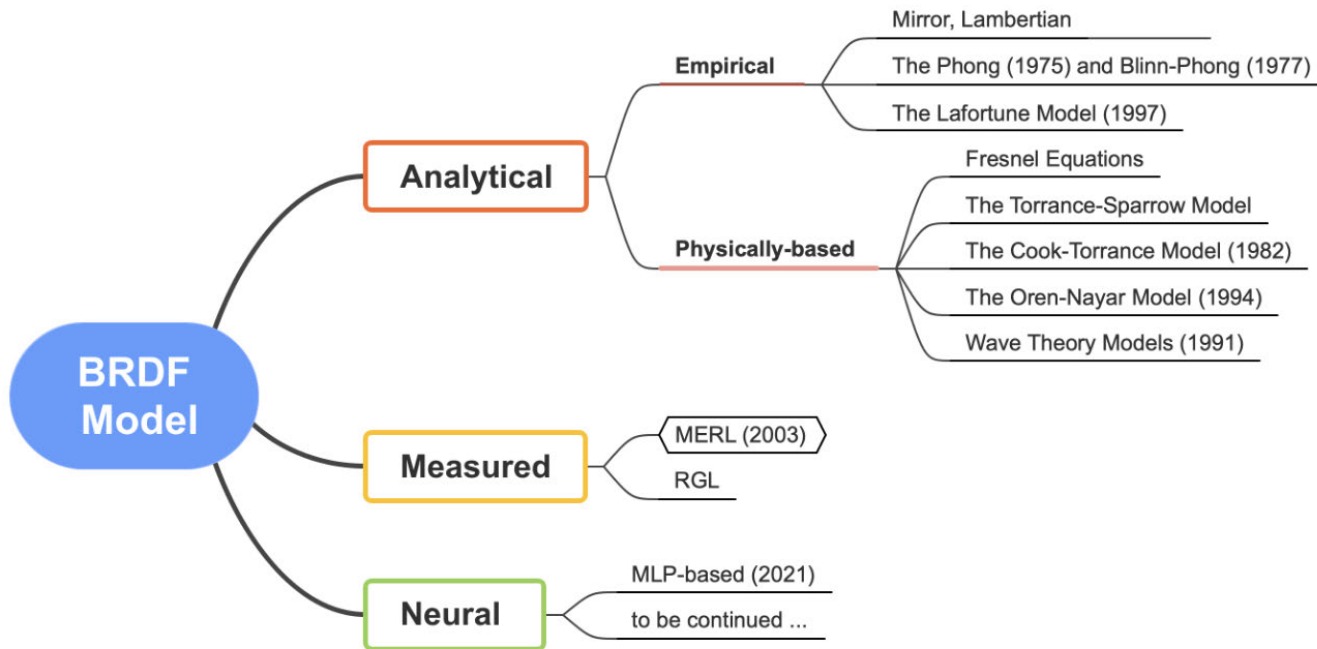 BRDF
Model
Analytical
Empirical
Mirror, Lambertian
The Phong (1975) and Blinn-Phong (1977)
The Lafortune Model (1997)
Physically-based
Fresnel Equations
The Torrance-Sparrow Model
The Cook-Torrance Model (1982)
The Oren-Nayar Model (1994)
Wave Theory Models (1991)
Measured
MERL (2003)
RGL
Neural
MLP-based (2021)
to be continued ...